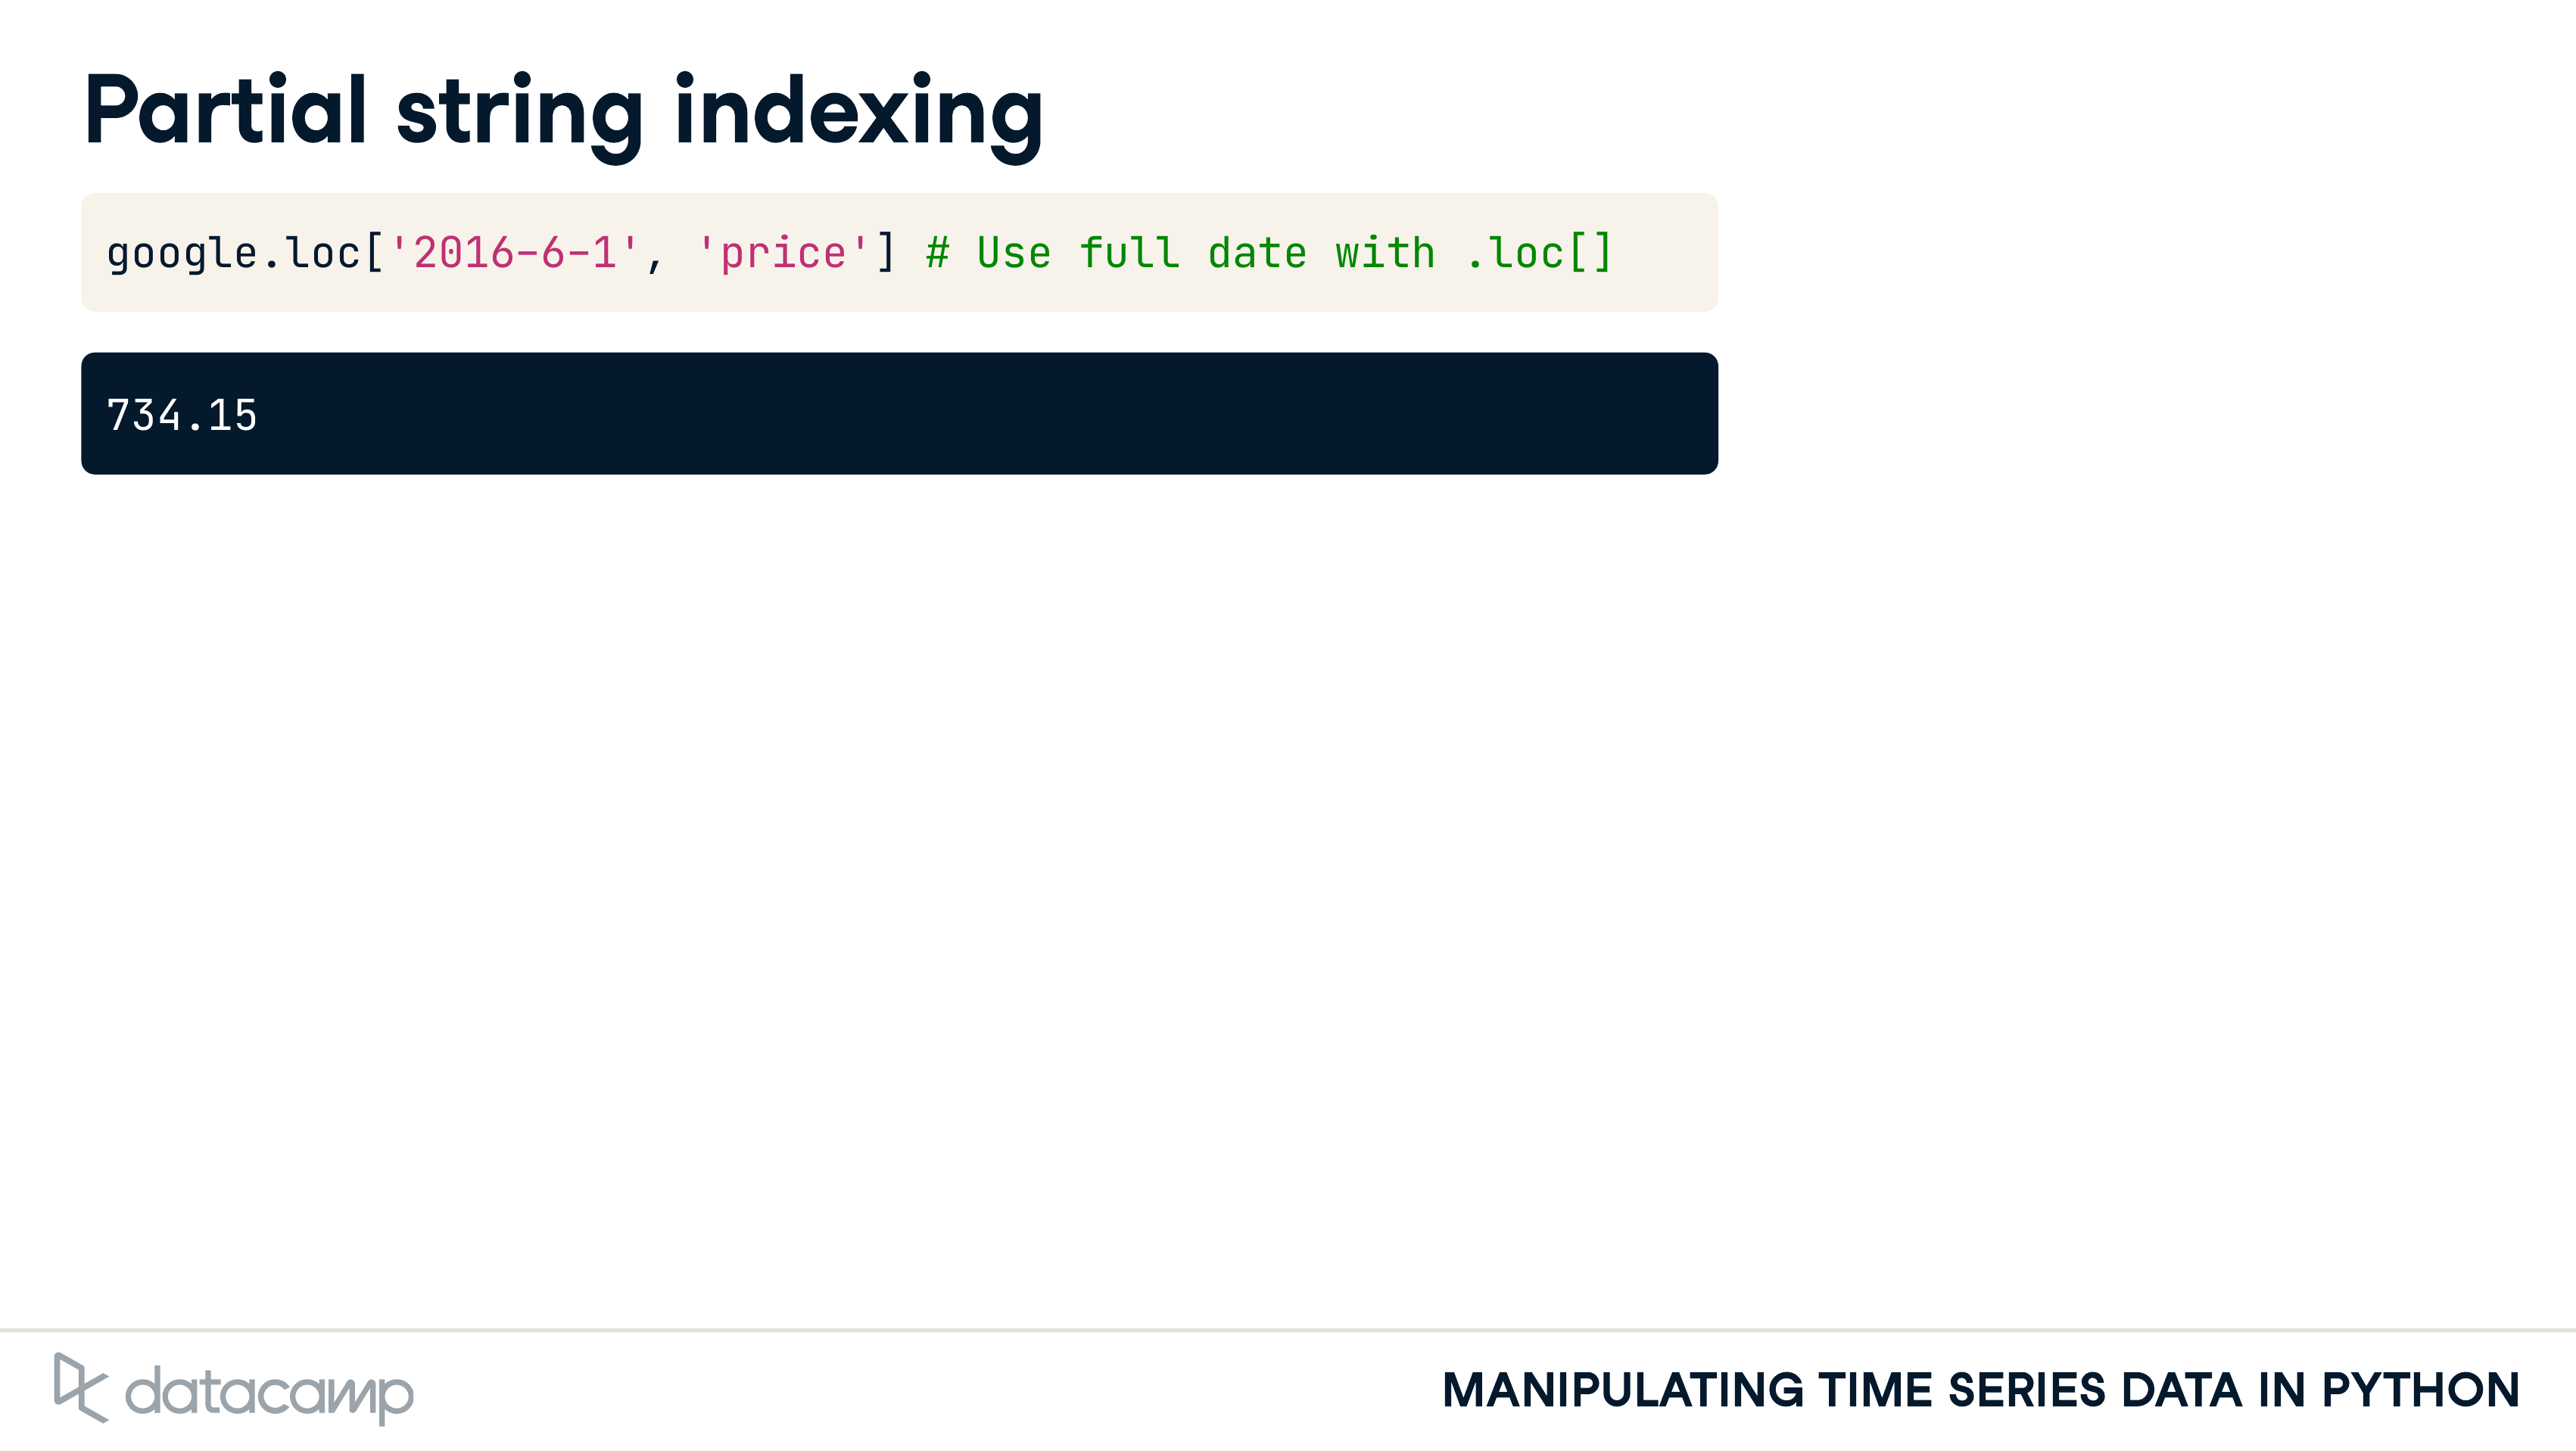 Partial string indexing
google.loc['2016-6-1', 'price'] # Use full date with .loc[]
734.15
datacamp
MANIPULATING TIME SERIES DATA IN PYTHON